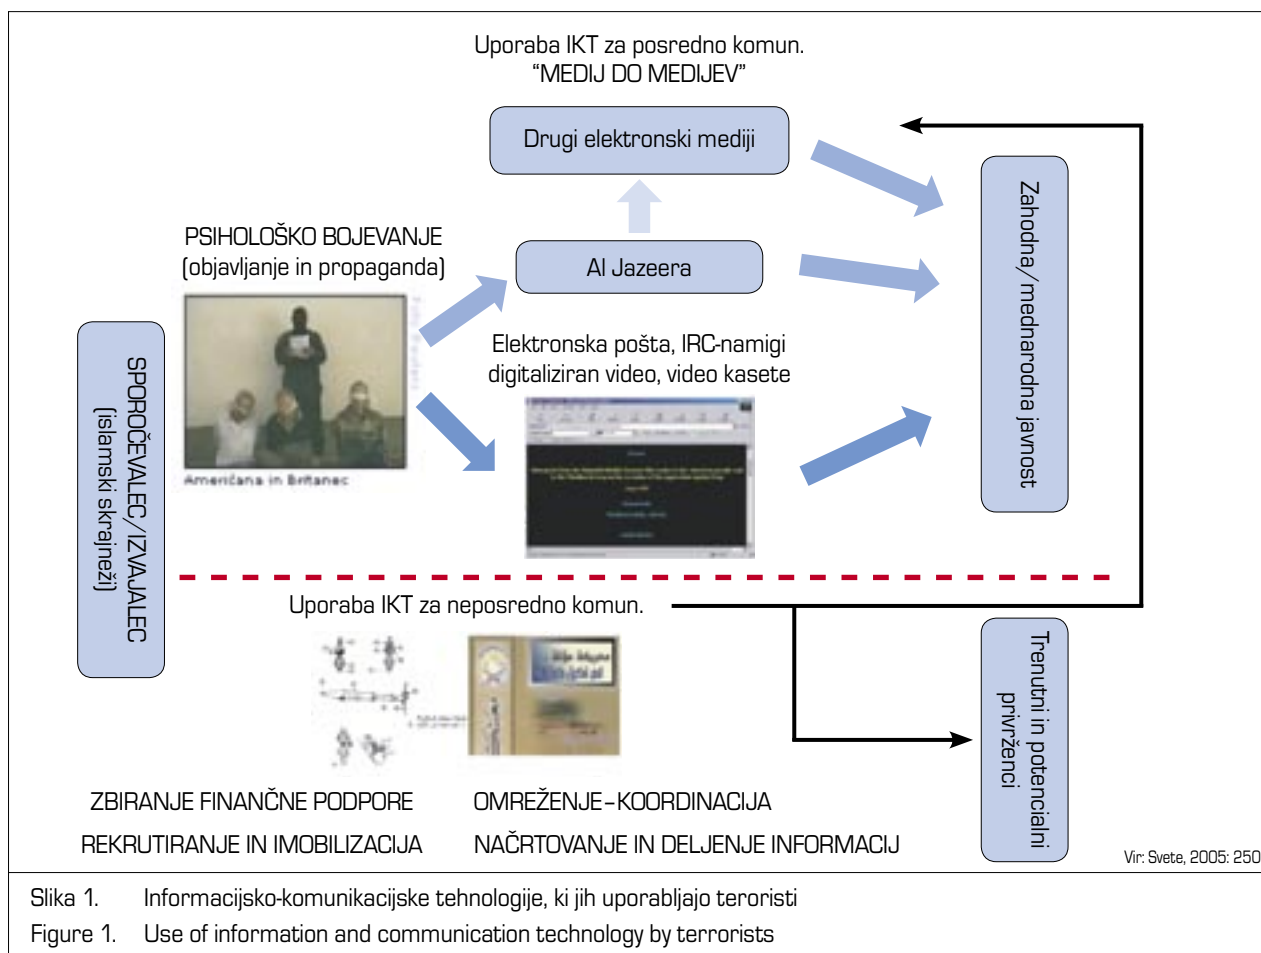 Uporaba IKT za posredno komun.
“MEDIJ DO MEDIJEV”
Drugi elektronski mediji
PSIHOLOŠKO BOJEVANJE
(objavljanje in propaganda)
Al Jazeera
Zahodna/mednarodna javnost
Američana in Britanec
Elektronska pošta, IRC-namigi
digitaliziran video, video kasete
SPOROČEVALEC/IZVAJALEC
(islamski skrajneži)
Uporaba IKT za neposredno komun.
Trenutni in potencialni
privrženci
ZBIRANJE FINANČNE PODPORE
OMREŽENJE–KOORDINACIJA
REKRUTIRANJE IN IMOBILIZACIJA
NAČRTOVANJE IN DELJENJE INFORMACIJ
Vir: Svete, 2005: 250
Slika 1. Informacijsko-komunikacijske tehnologije, ki jih uporabljajo teroristi
Figure 1. Use of information and communication technology by terrorists